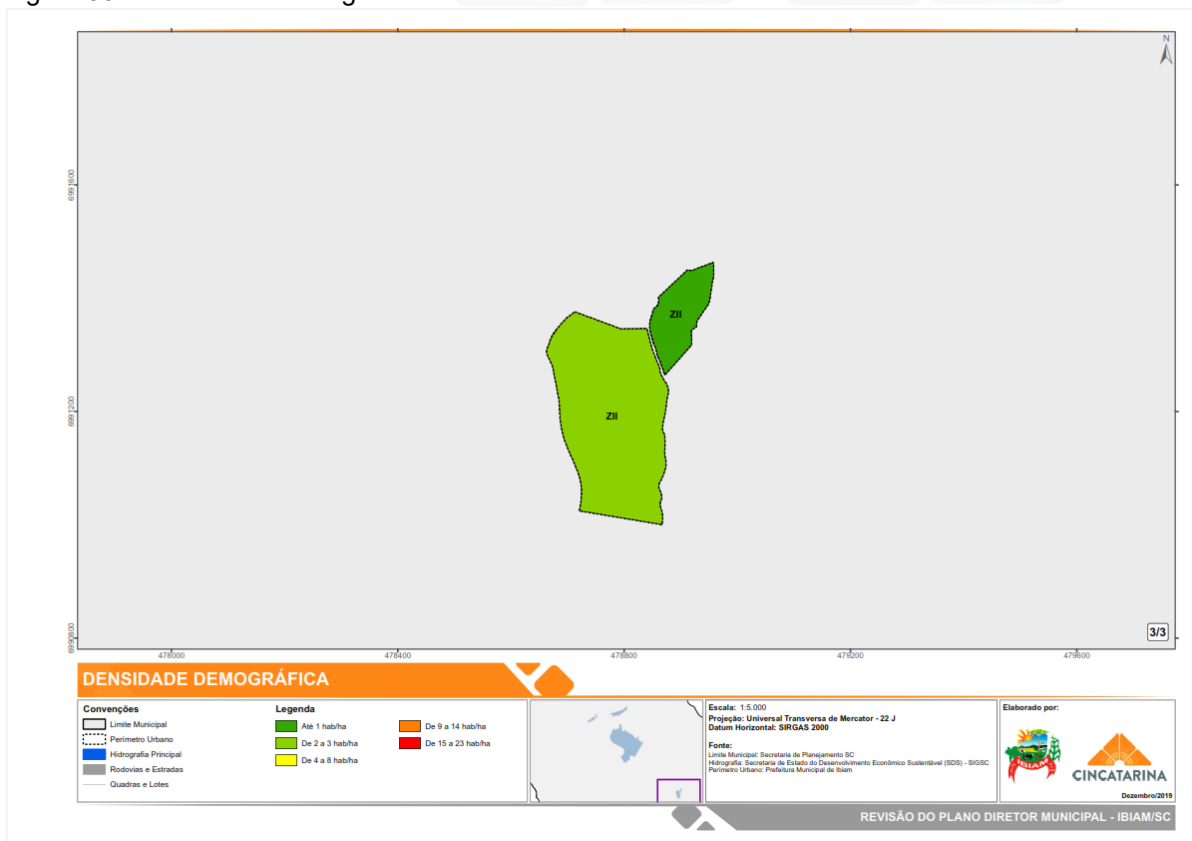 N
6991600
6991200
6990800
ZII
ZII
3/3
478000
478400
478800
479200
479600
DENSIDADE DEMOGRÁFICA
Convenções
Limite Municipal
Perímetro Urbano
Hidrografia Principal
Rodovias e Estradas
Quadras e Lotes
Legenda
Até 1 hab/ha
De 2 a 3 hab/ha
De 4 a 8 hab/ha
De 9 a 14 hab/ha
De 15 a 23 hab/ha
Escala: 1:5.000
Projeção: Universal Transversa de Mercator - 22 J
Datum Horizontal: SIRGAS 2000
Fonte:
Limite Municipal: Secretaria de Planejamento SC
Hidrografia: Secretaria de Estado do Desenvolvimento Econômico Sustentável (SDS) - SIGSC
Perímetro Urbano: Prefeitura Municipal de Ibiam
Elaborado por:
IBIAM
CINCATARINA
Dezembro/2019
REVISÃO DO PLANO DIRETOR MUNICIPAL - IBIAM/SC